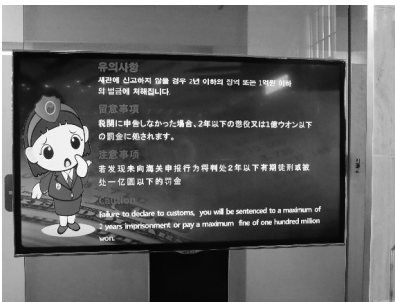 유의사항
세관에 신고하지 않을 경우 2년 이하의 징역 또는 1억원 이하
의 벌금에 처해집니다.
留意事項
税関に申告しなかった場合、2年以下の懲役又は1億ウオン以下
の罰金に処されます。
注意事项
若发现未向海关申报行为将判处2年以下有期徒刑或被
处一亿圆以下的罚金
Caution
failure to declare to customs, you will be sentenced to a maximum of
2 years imprisonment or pay a maximum fine of one hundred million
won.